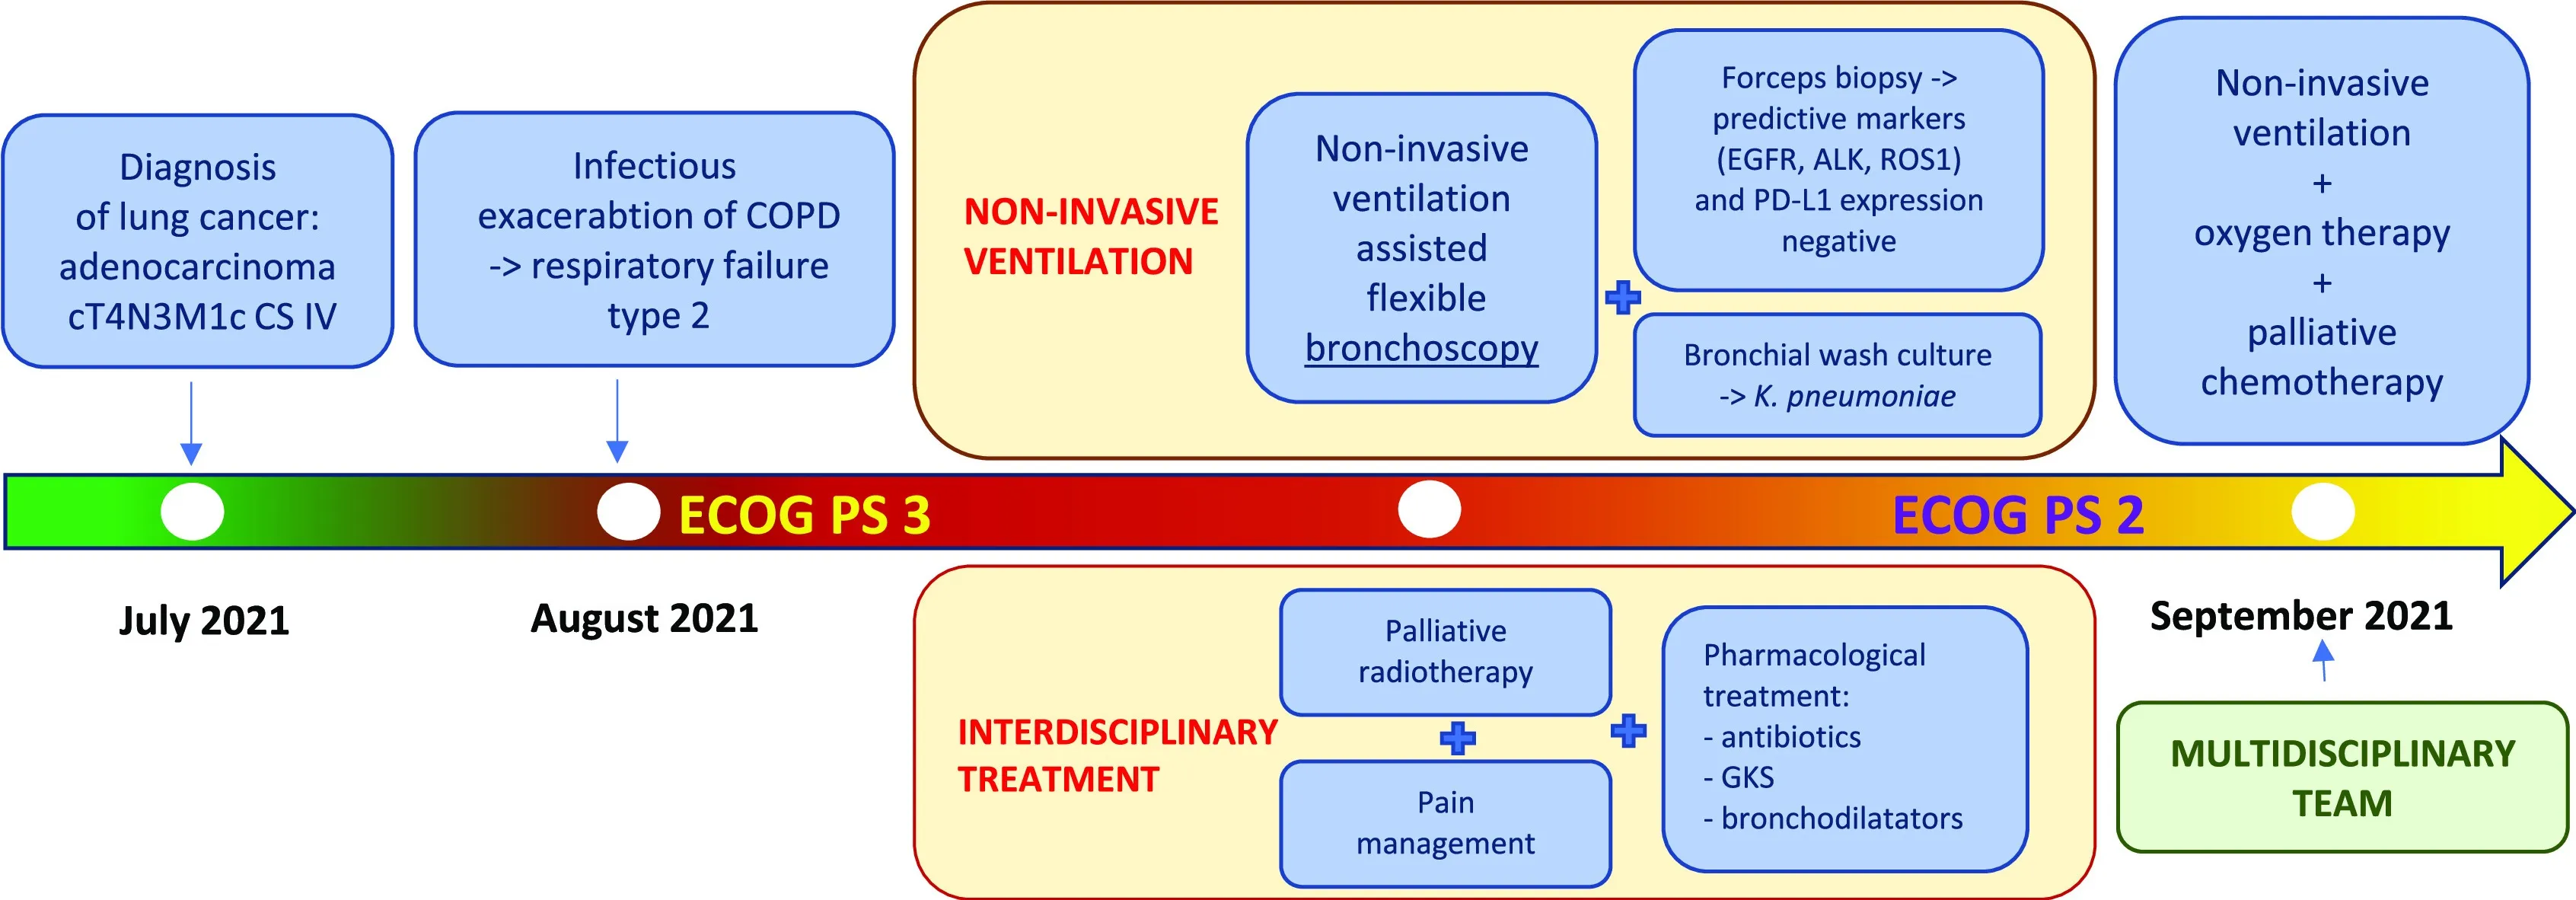 Diagnosis
of lung cancer:
adenocarcinoma
cT4N3M1c CS IV
Infectious
exacerabtion of COPD
-> respiratory failure
type 2
NON-INVASIVE
VENTILATION
Non-invasive
ventilation
assisted
flexible
bronchoscopy
Forceps biopsy ->
predictive markers
(EGFR, ALK, ROS1)
and PD-L1 expression
negative
Bronchial wash culture
-> K. pneumoniae
Non-invasive
ventilation
+
oxygen therapy
+
palliative
chemotherapy
ECOG PS 3
ECOG PS 2
July 2021
August 2021
September 2021
INTERDISCIPLINARY
TREATMENT
Palliative
radiotherapy
Pain
management
Pharmacological
treatment:
- antibiotics
- GKS
- bronchodilatators
MULTIDISCIPLINARY
TEAM